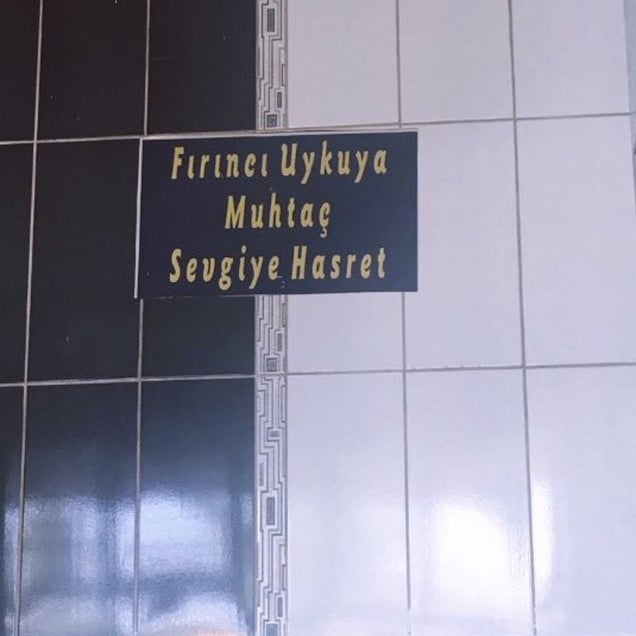 Fırıncı Uykuya
Muhtaç
Sevgiye Hasret